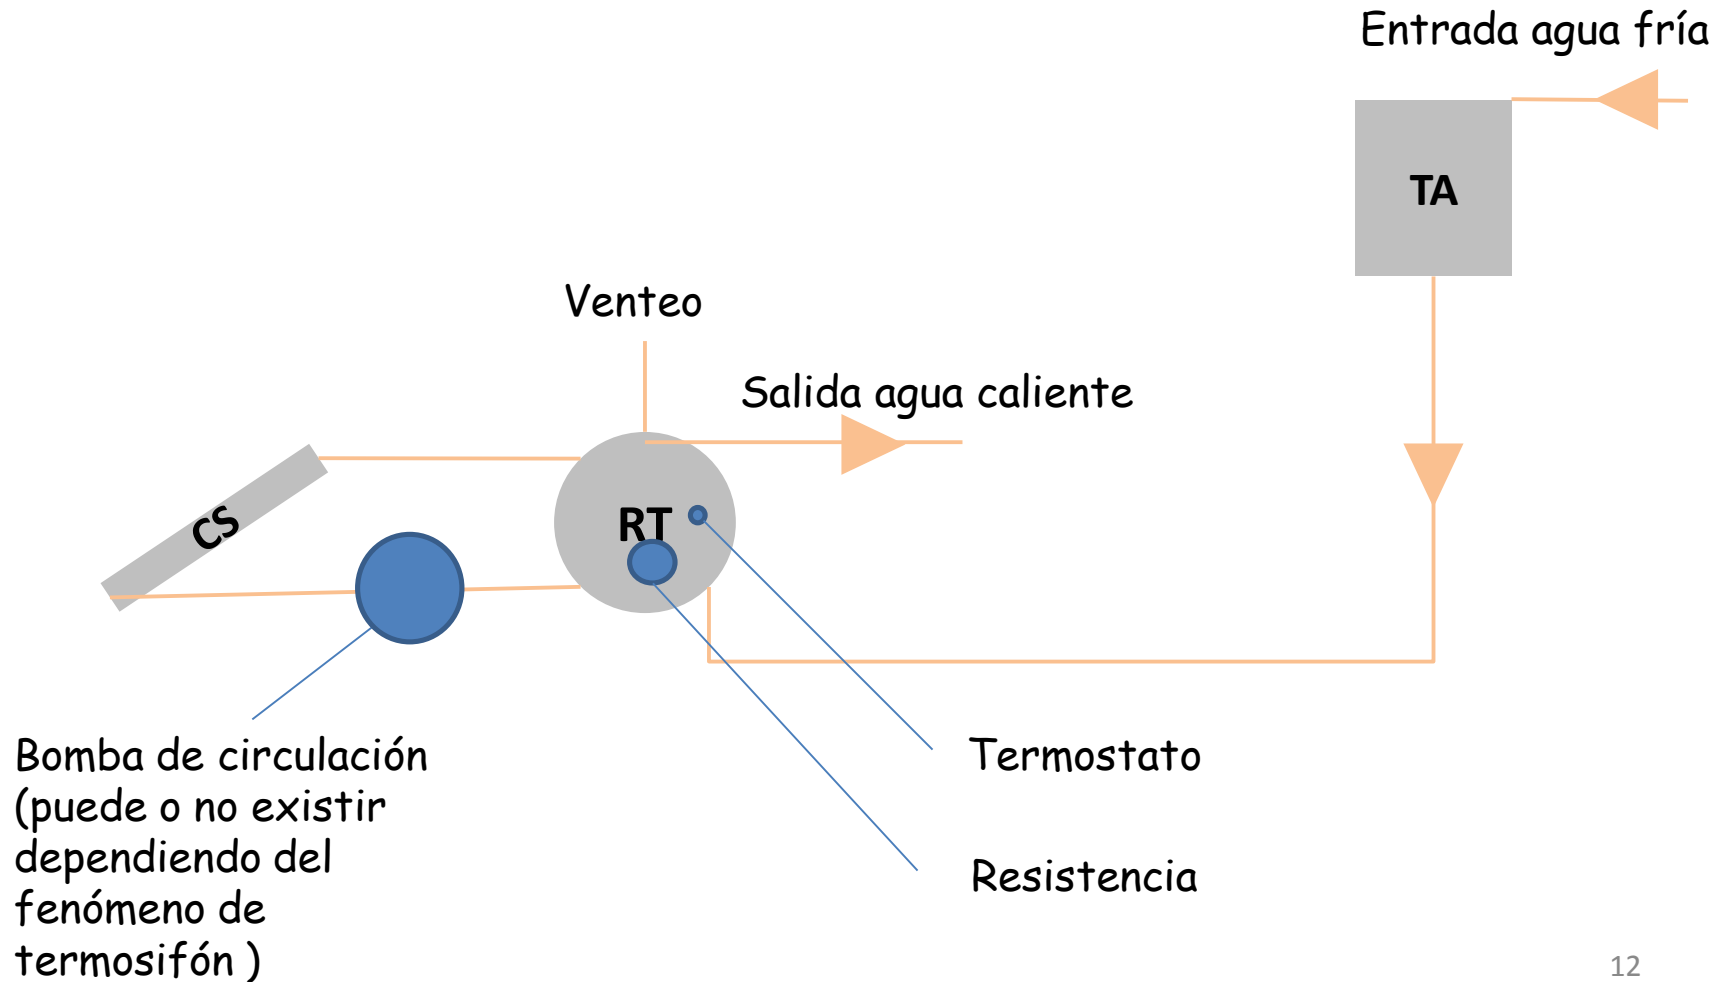 Entrada agua fría
TA
Venteo
Salida agua caliente
CS
RT
Bomba de circulación
(puede o no existir
dependiendo del
fenómeno de
termosifón )
Termostato
Resistencia
12